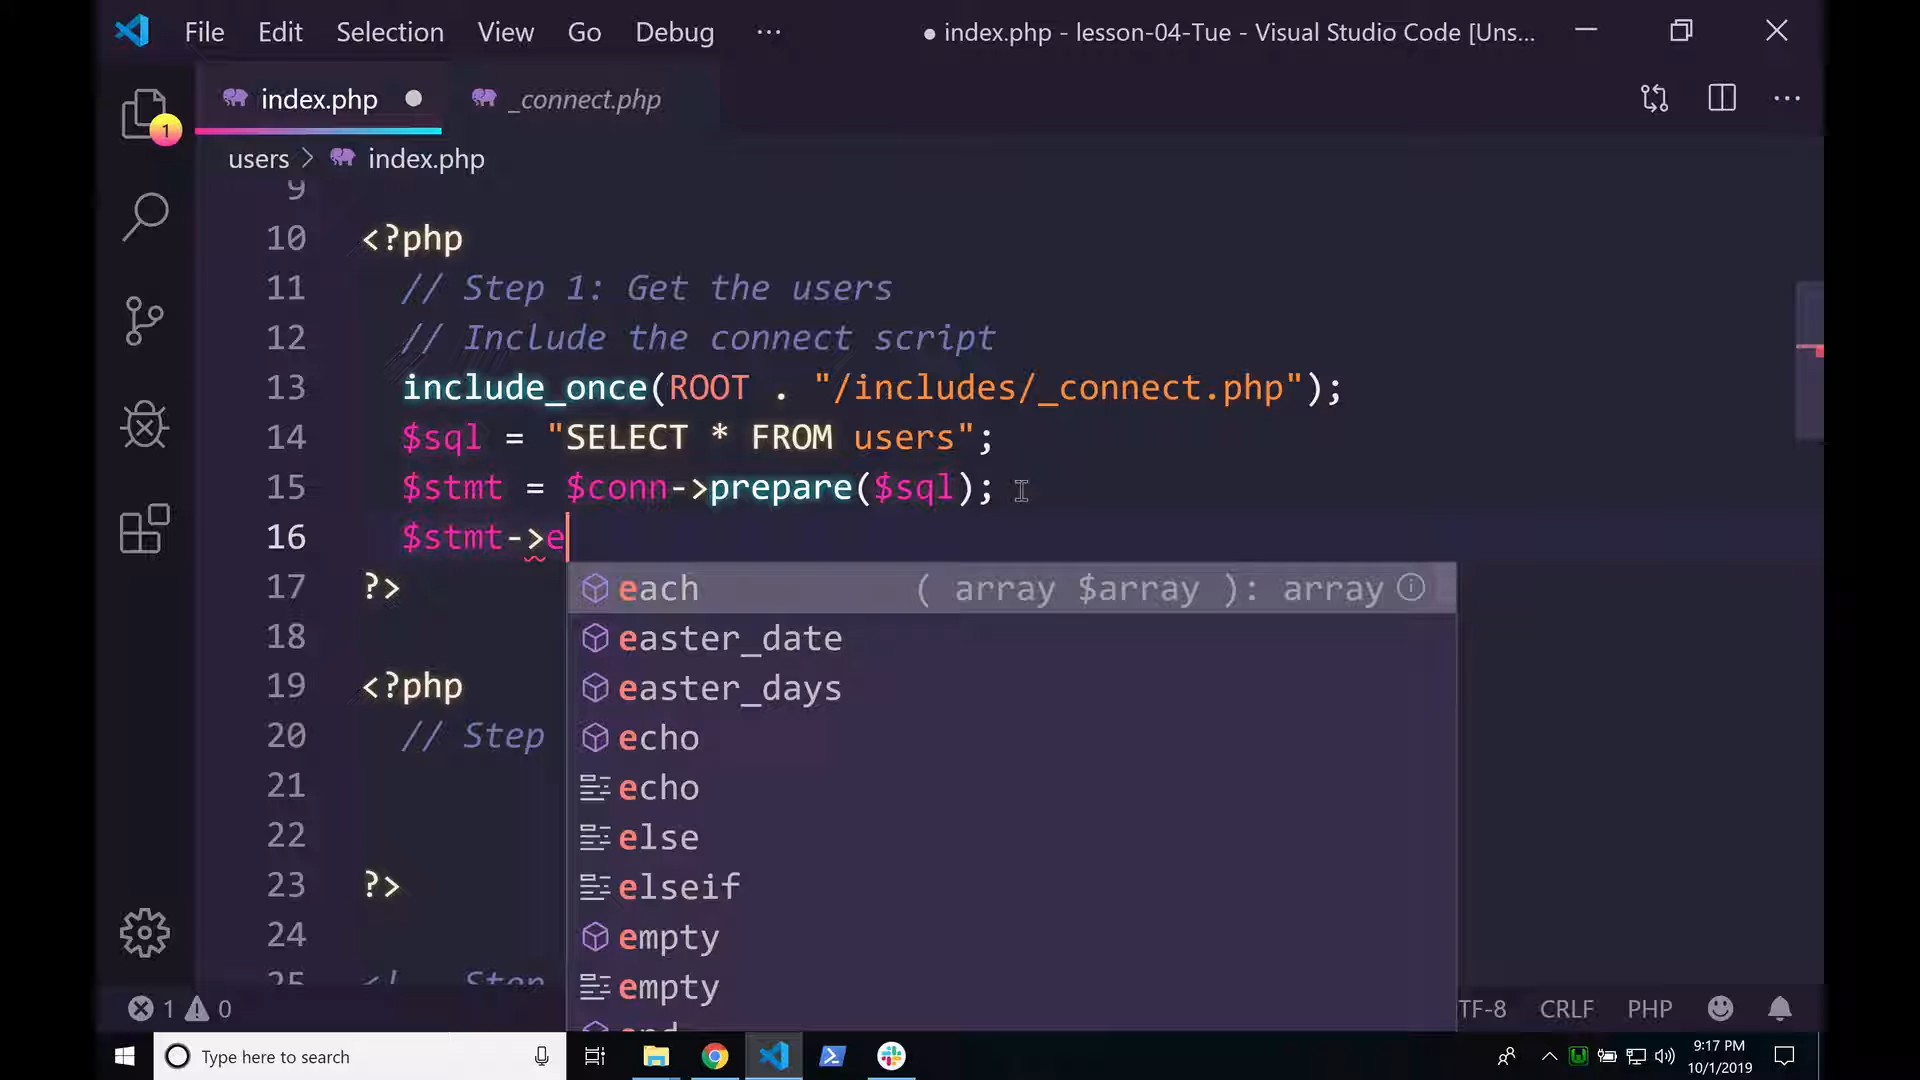 File Edit Selection View Go Debug ··· ● index.php - lesson-04-Tue - Visual Studio Code [Uns...
index.php ● _connect.php ···
1
users > index.php
9
10 <?php
11 // Step 1: Get the users
12 // Include the connect script
13 include_once(ROOT . "/includes/_connect.php");
14 $sql = "SELECT * FROM users";
15 $stmt = $conn->prepare($sql);
16 $stmt->e
17 ?>
each ( array $array ): array
18
easter_date
19 <?php
easter_days
20 // Step
echo
21
echo
22
else
23 ?>
elseif
24
empty
25 <! Step
empty
1 0 TF-8 CRLF PHP
Type here to search
9:17 PM
10/1/2019